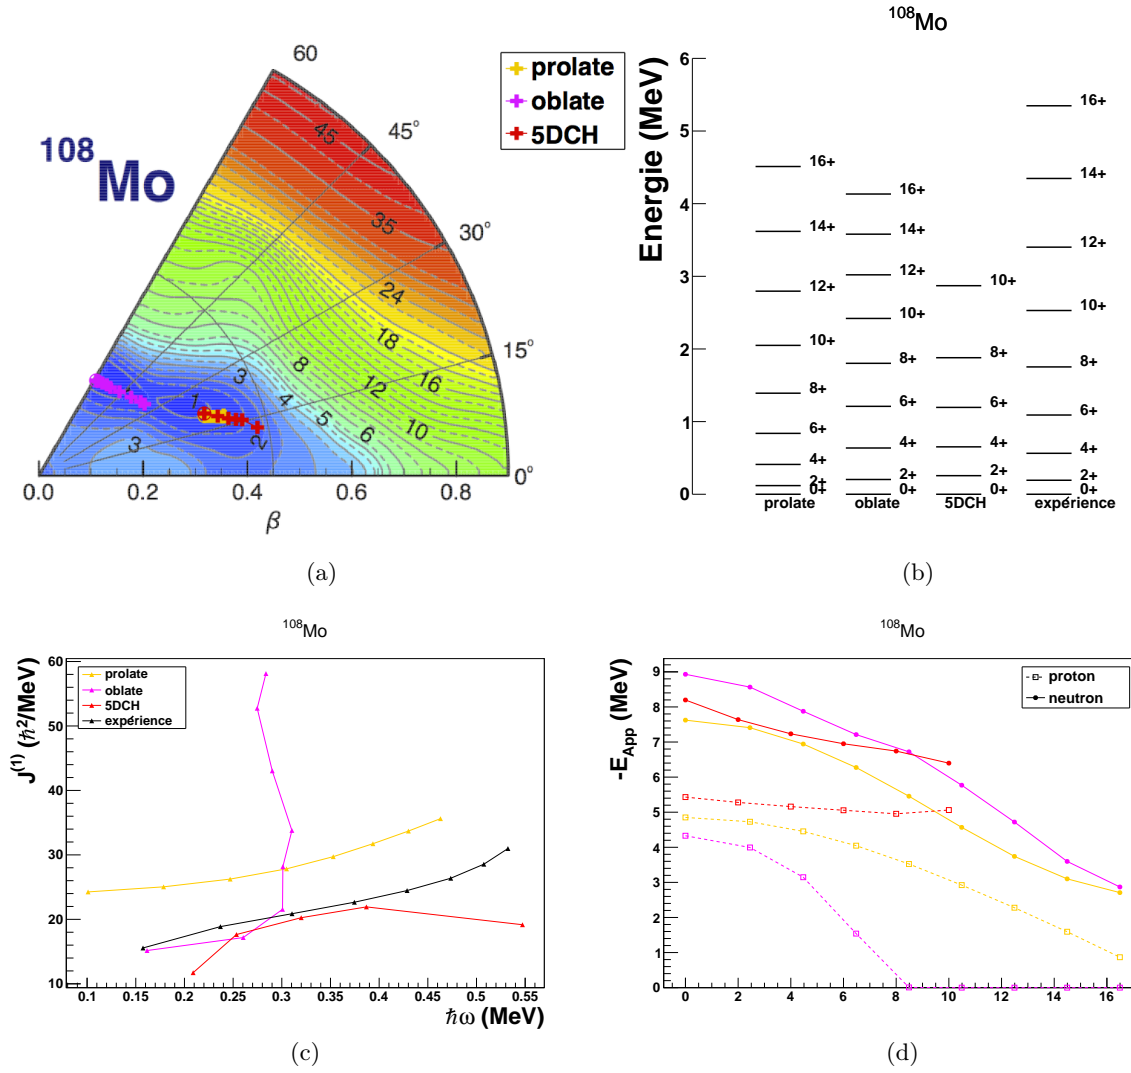 60
prolate
oblate
5DCH
¹⁰⁸Mo
45
45°
35
30°
24
18
15°
3
8
16
12
1
4
5
10
2
6
3
0°
0.0 0.2 0.4 0.6 0.8
β
(a)
¹⁰⁸Mo
Energie (MeV)
6
5
4
3
2
1
0
16+
14+
12+
10+
8+
6+
4+
2+
0+
prolate
16+
14+
12+
10+
8+
6+
4+
2+
0+
oblate
10+
8+
6+
4+
2+
0+
5DCH
16+
14+
12+
10+
8+
6+
4+
2+
0+
expérience
(b)
¹⁰⁸Mo
J⁽¹⁾ (ℏ²/MeV)
60
50
40
30
20
10
prolate
oblate
5DCH
expérience
0.1 0.15 0.2 0.25 0.3 0.35 0.4 0.45 0.5 0.55
ℏω (MeV)
(c)
¹⁰⁸Mo
-E_App (MeV)
9
8
7
6
5
4
3
2
1
0
proton
neutron
0 2 4 6 8 10 12 14 16
(d)